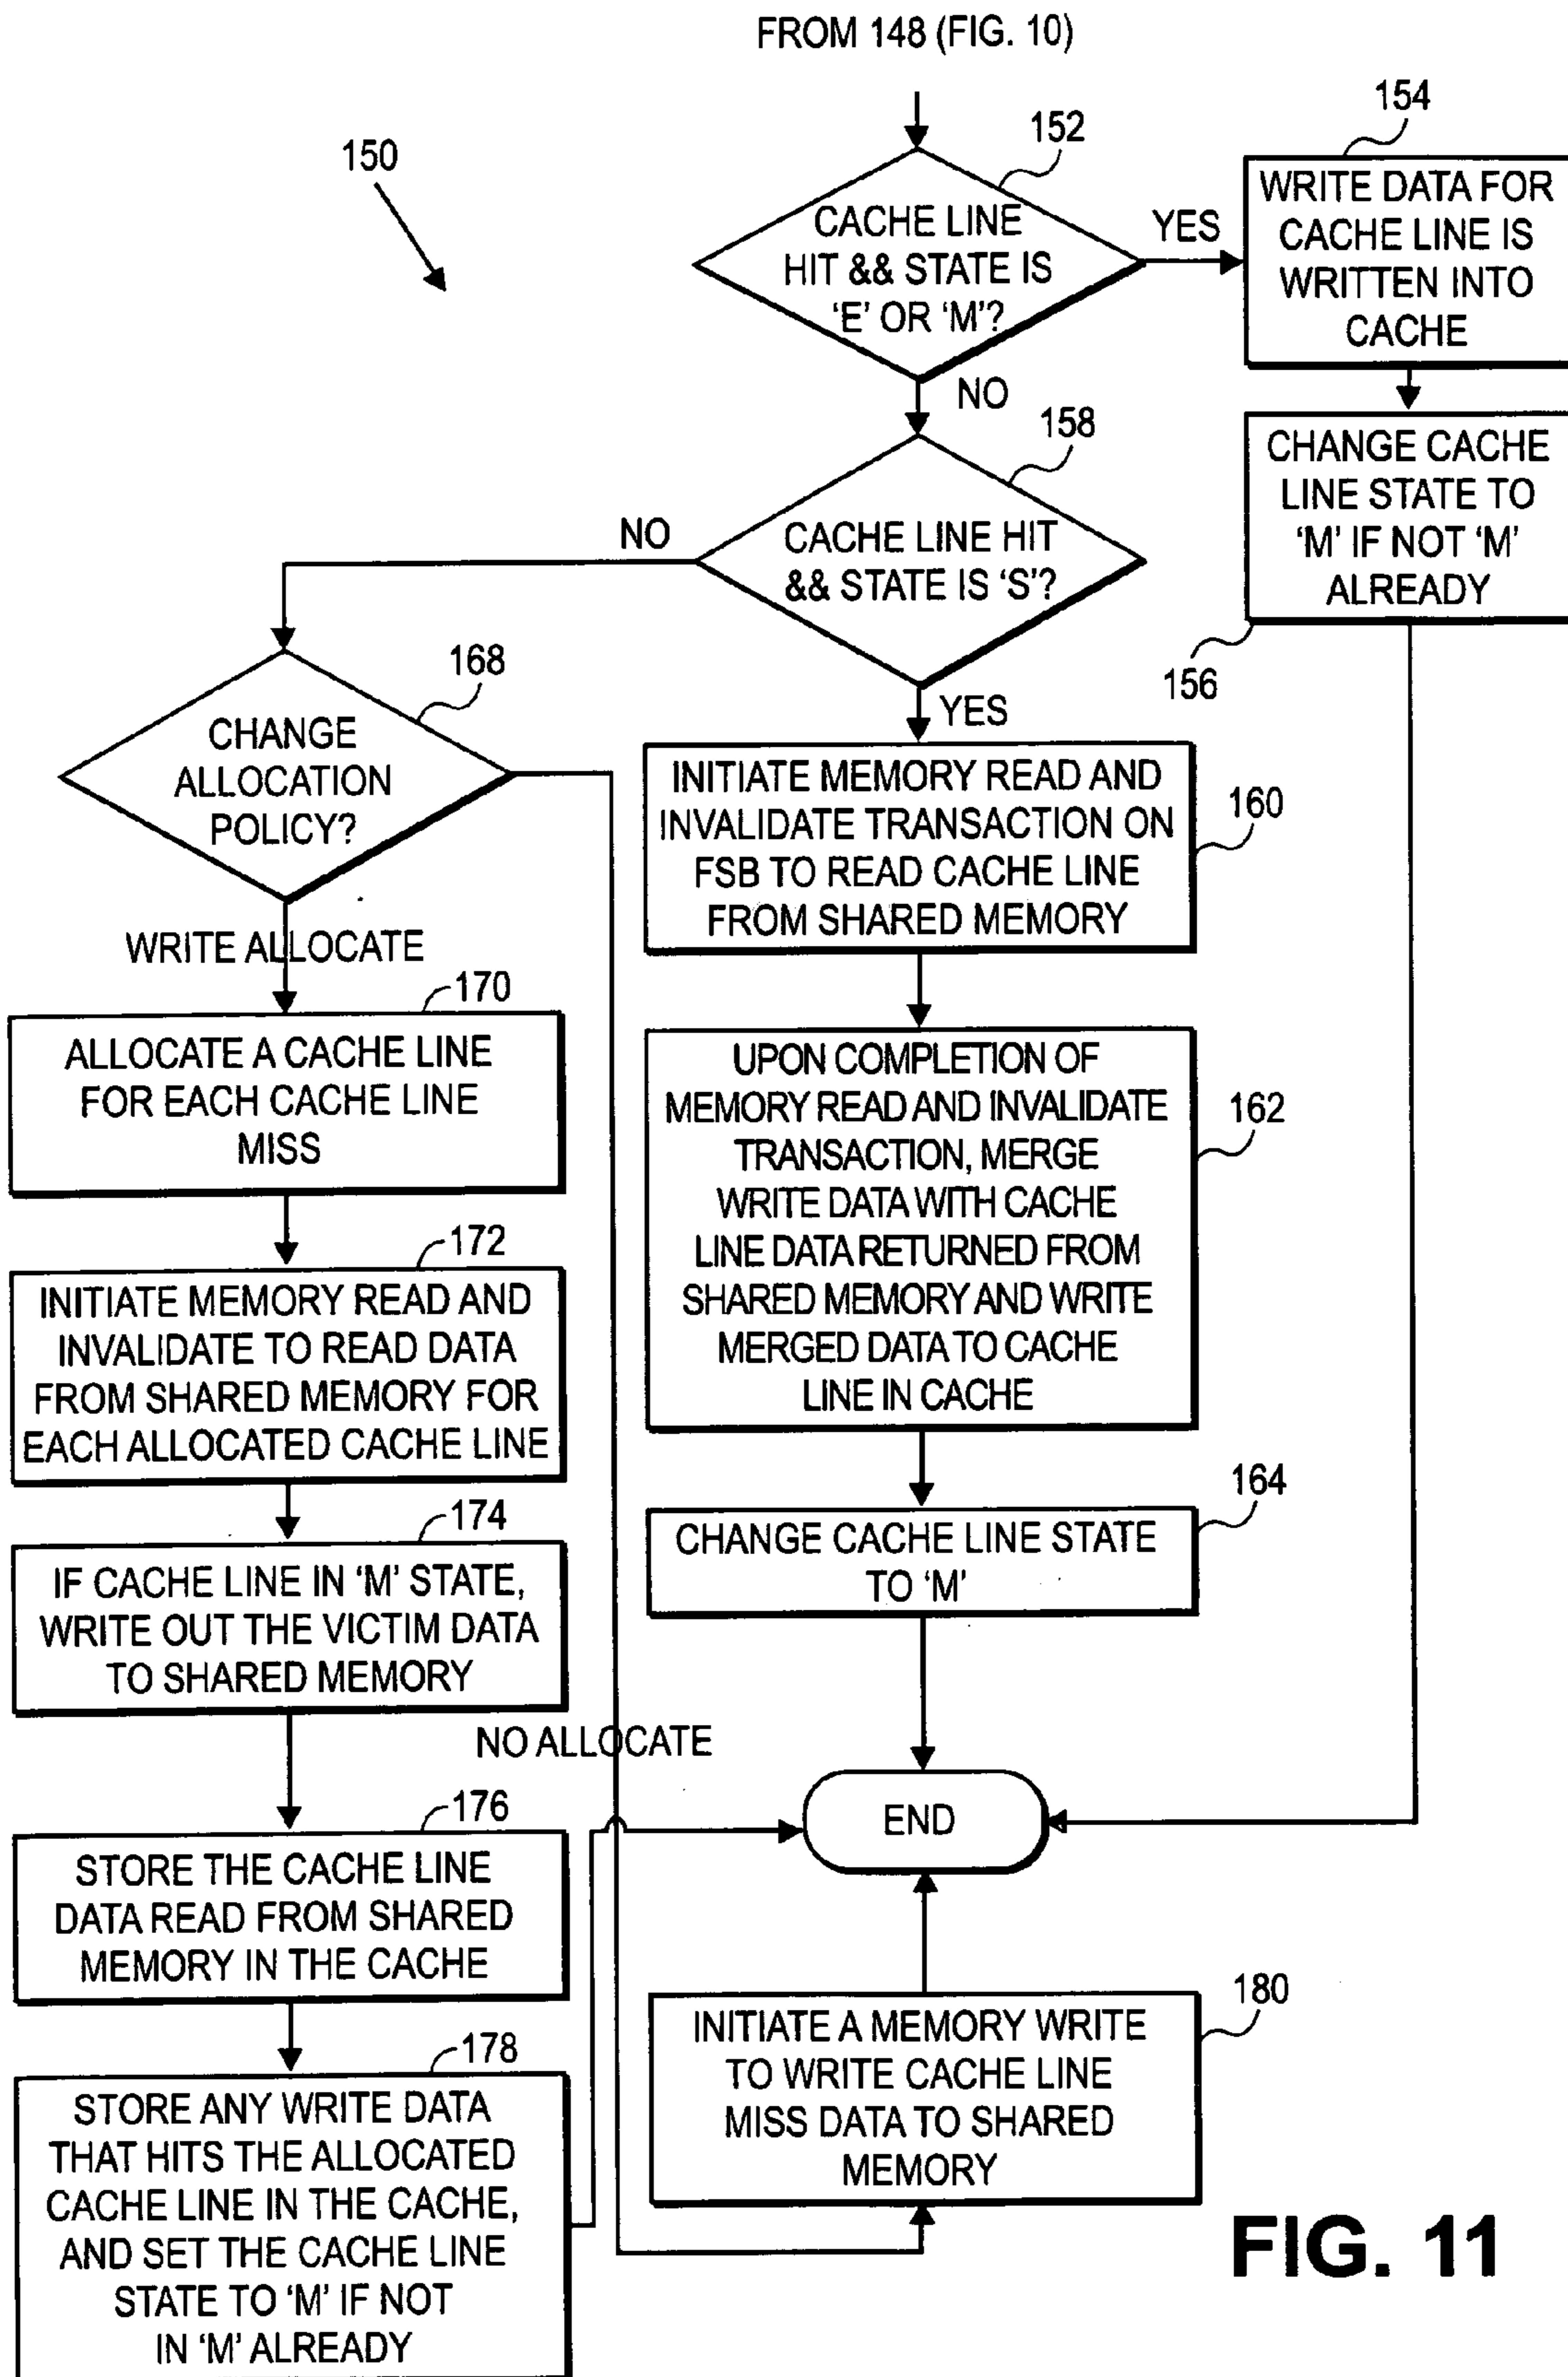 FROM 148 (FIG. 10)
150
152
CACHE LINE
HIT && STATE IS
‘E’ OR ‘M’?
YES
154
WRITE DATA FOR
CACHE LINE IS
WRITTEN INTO
CACHE
NO
CHANGE CACHE
LINE STATE TO
‘M’ IF NOT ‘M’
ALREADY
156
158
CACHE LINE HIT
&& STATE IS ‘S’?
NO
YES
168
CHANGE
ALLOCATION
POLICY?
WRITE ALLOCATE
INITIATE MEMORY READ AND
INVALIDATE TRANSACTION ON
FSB TO READ CACHE LINE
FROM SHARED MEMORY
160
UPON COMPLETION OF
MEMORY READ AND INVALIDATE
TRANSACTION, MERGE
WRITE DATA WITH CACHE
LINE DATA RETURNED FROM
SHARED MEMORY AND WRITE
MERGED DATA TO CACHE
LINE IN CACHE
162
CHANGE CACHE LINE STATE
TO ‘M’
164
170
ALLOCATE A CACHE LINE
FOR EACH CACHE LINE
MISS
172
INITIATE MEMORY READ AND
INVALIDATE TO READ DATA
FROM SHARED MEMORY FOR
EACH ALLOCATED CACHE LINE
174
IF CACHE LINE IN ‘M’ STATE,
WRITE OUT THE VICTIM DATA
TO SHARED MEMORY
NO ALLOCATE
END
176
STORE THE CACHE LINE
DATA READ FROM SHARED
MEMORY IN THE CACHE
178
STORE ANY WRITE DATA
THAT HITS THE ALLOCATED
CACHE LINE IN THE CACHE,
AND SET THE CACHE LINE
STATE TO ‘M’ IF NOT
IN ‘M’ ALREADY
180
INITIATE A MEMORY WRITE
TO WRITE CACHE LINE
MISS DATA TO SHARED
MEMORY
FIG. 11